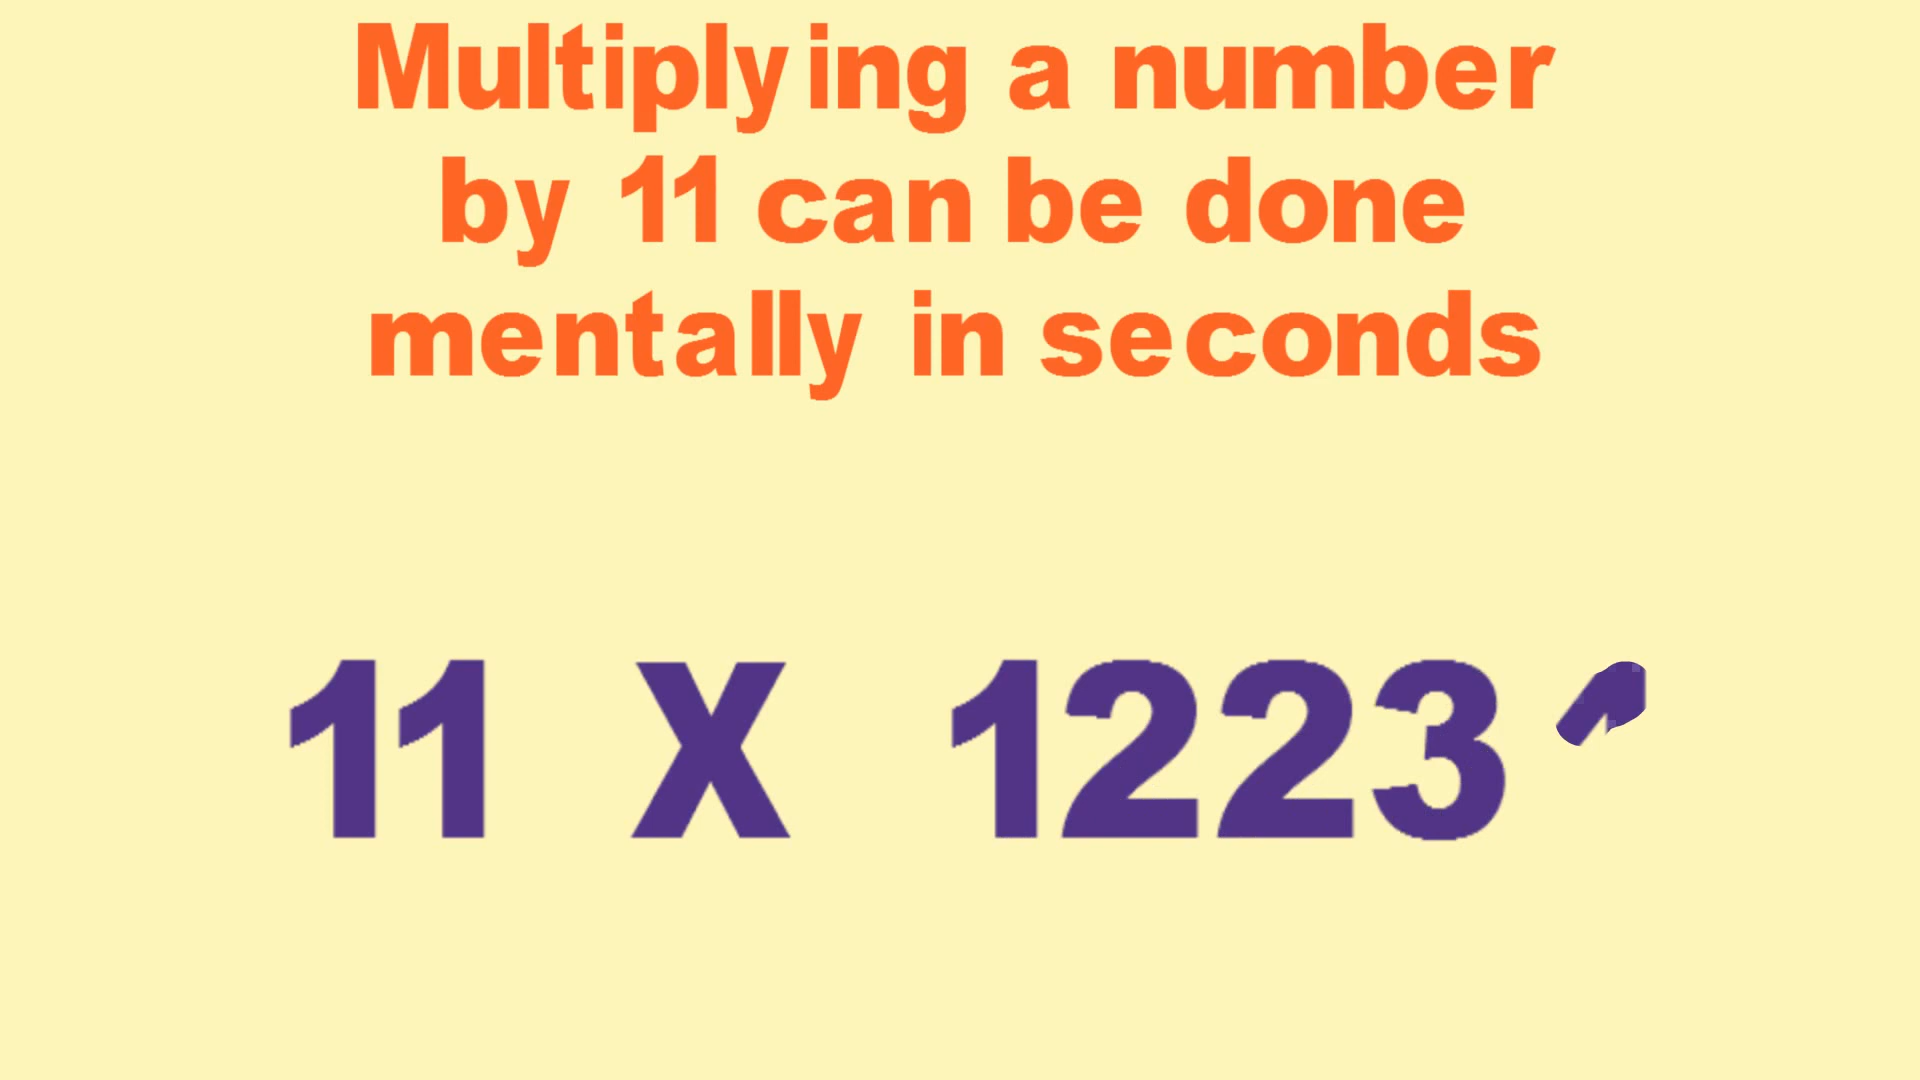 Multiplying a number
by 11 can be done
mentally in seconds
11 X 1223